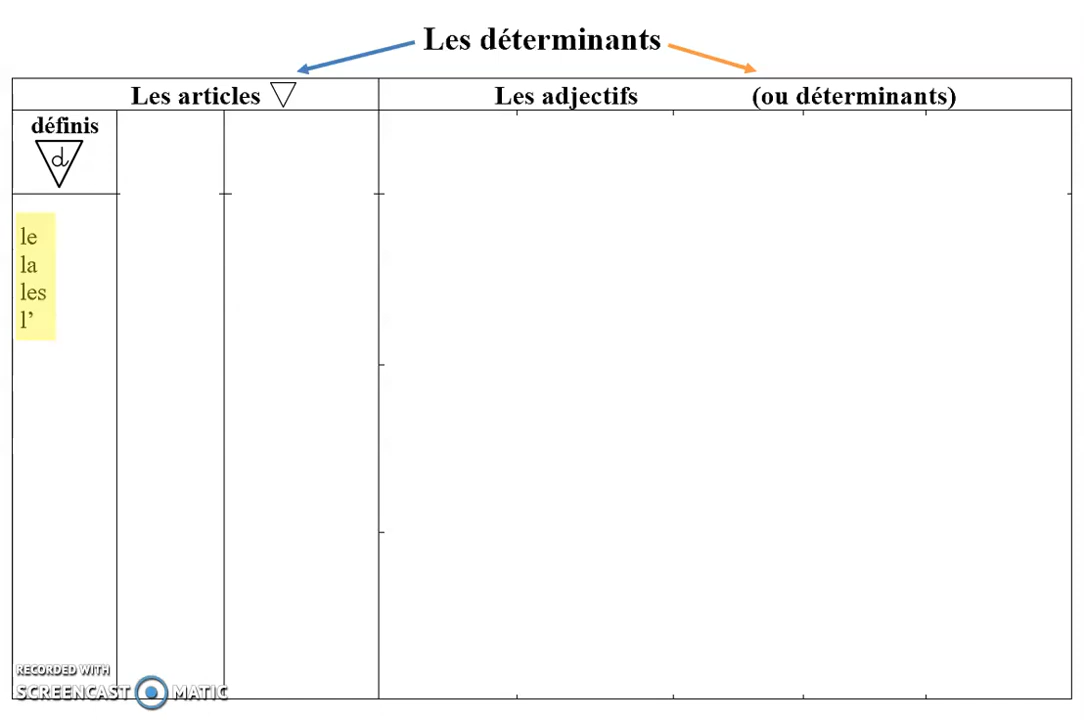 Les déterminants
Les articles
Les adjectifs (ou déterminants)
définis
d
le
la
les
l’
RECORDED WITH
SCREENCAST MATIC